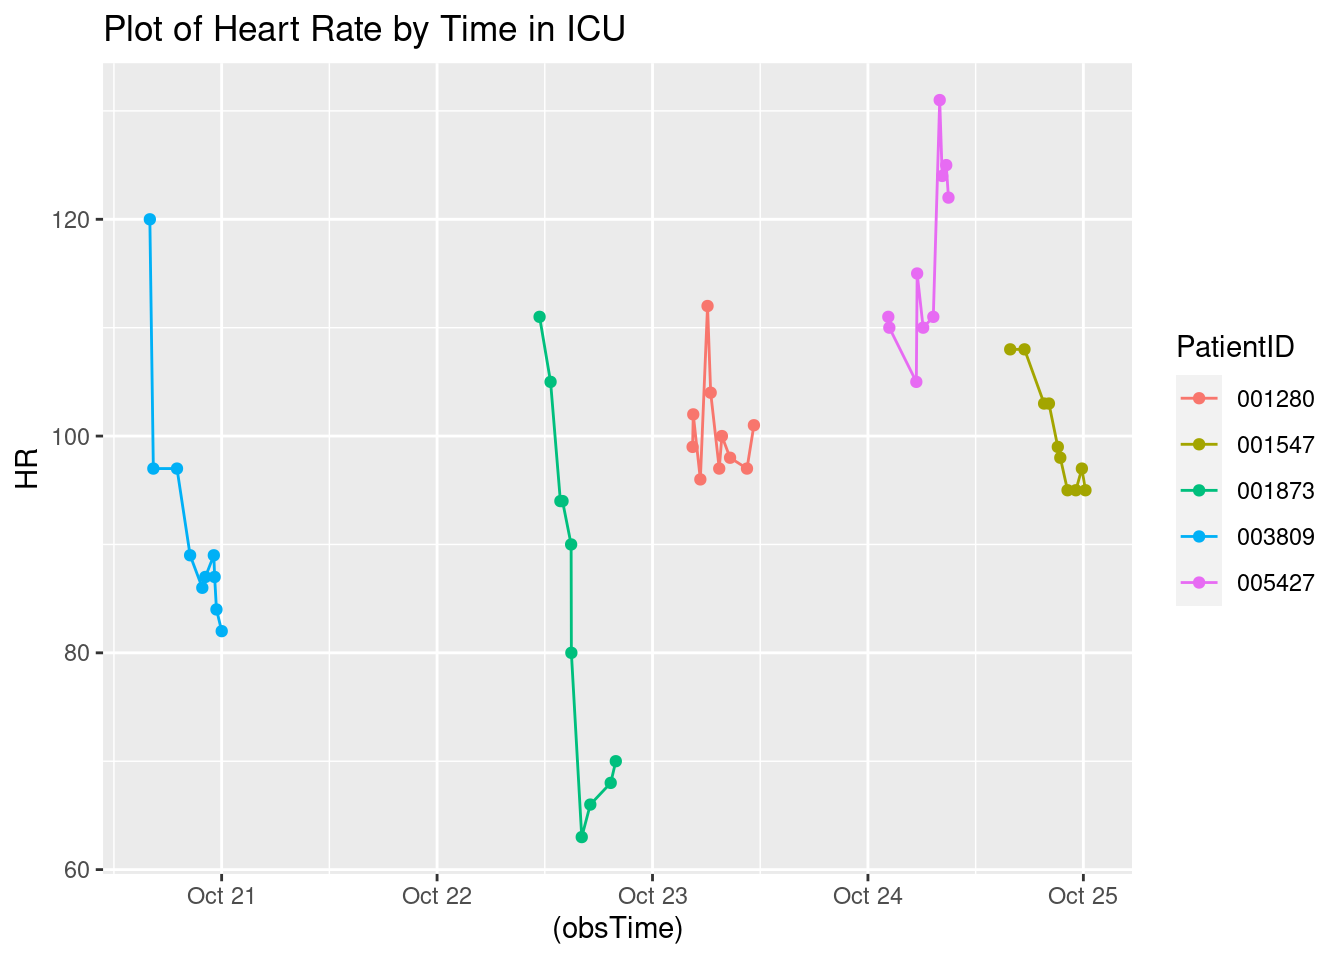 Plot of Heart Rate by Time in ICU
HR
120
100
80
60
Oct 21
Oct 22
Oct 23
Oct 24
Oct 25
(obsTime)
PatientID
001280
001547
001873
003809
005427